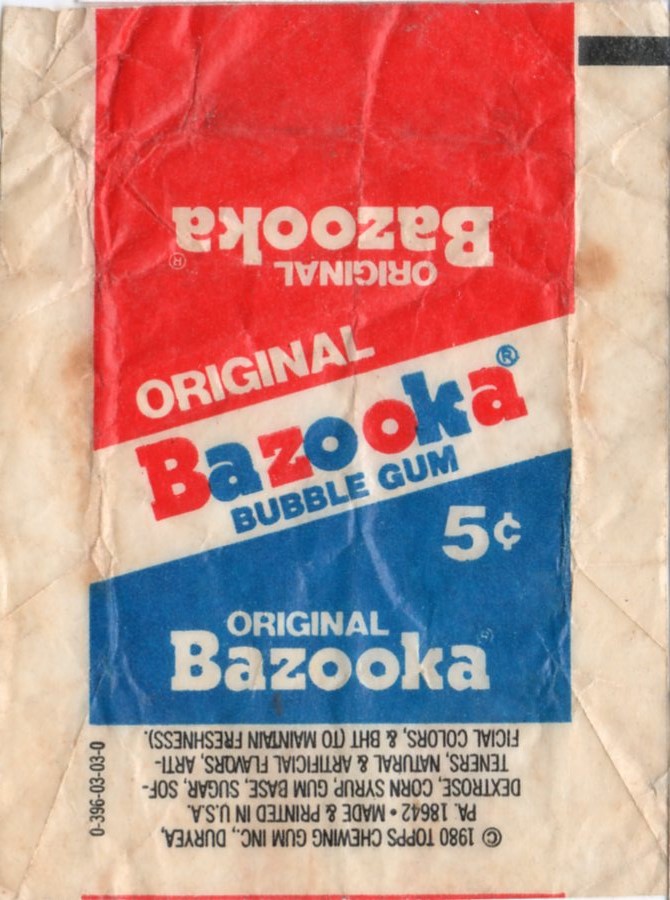 ORIGINAL
Bazooka®
ORIGINAL
Bazooka®
BUBBLE GUM
5¢
ORIGINAL
Bazooka®
© 1980 TOPPS CHEWING GUM INC., DURYEA,
PA. 18642 • MADE & PRINTED IN U.S.A.
DEXTROSE, CORN SYRUP, GUM BASE, SUGAR, SOF-
TENERS, NATURAL & ARTIFICIAL FLAVORS, ARTI-
FICIAL COLORS, & BHT (TO MAINTAIN FRESHNESS).
0-396-03-03-0